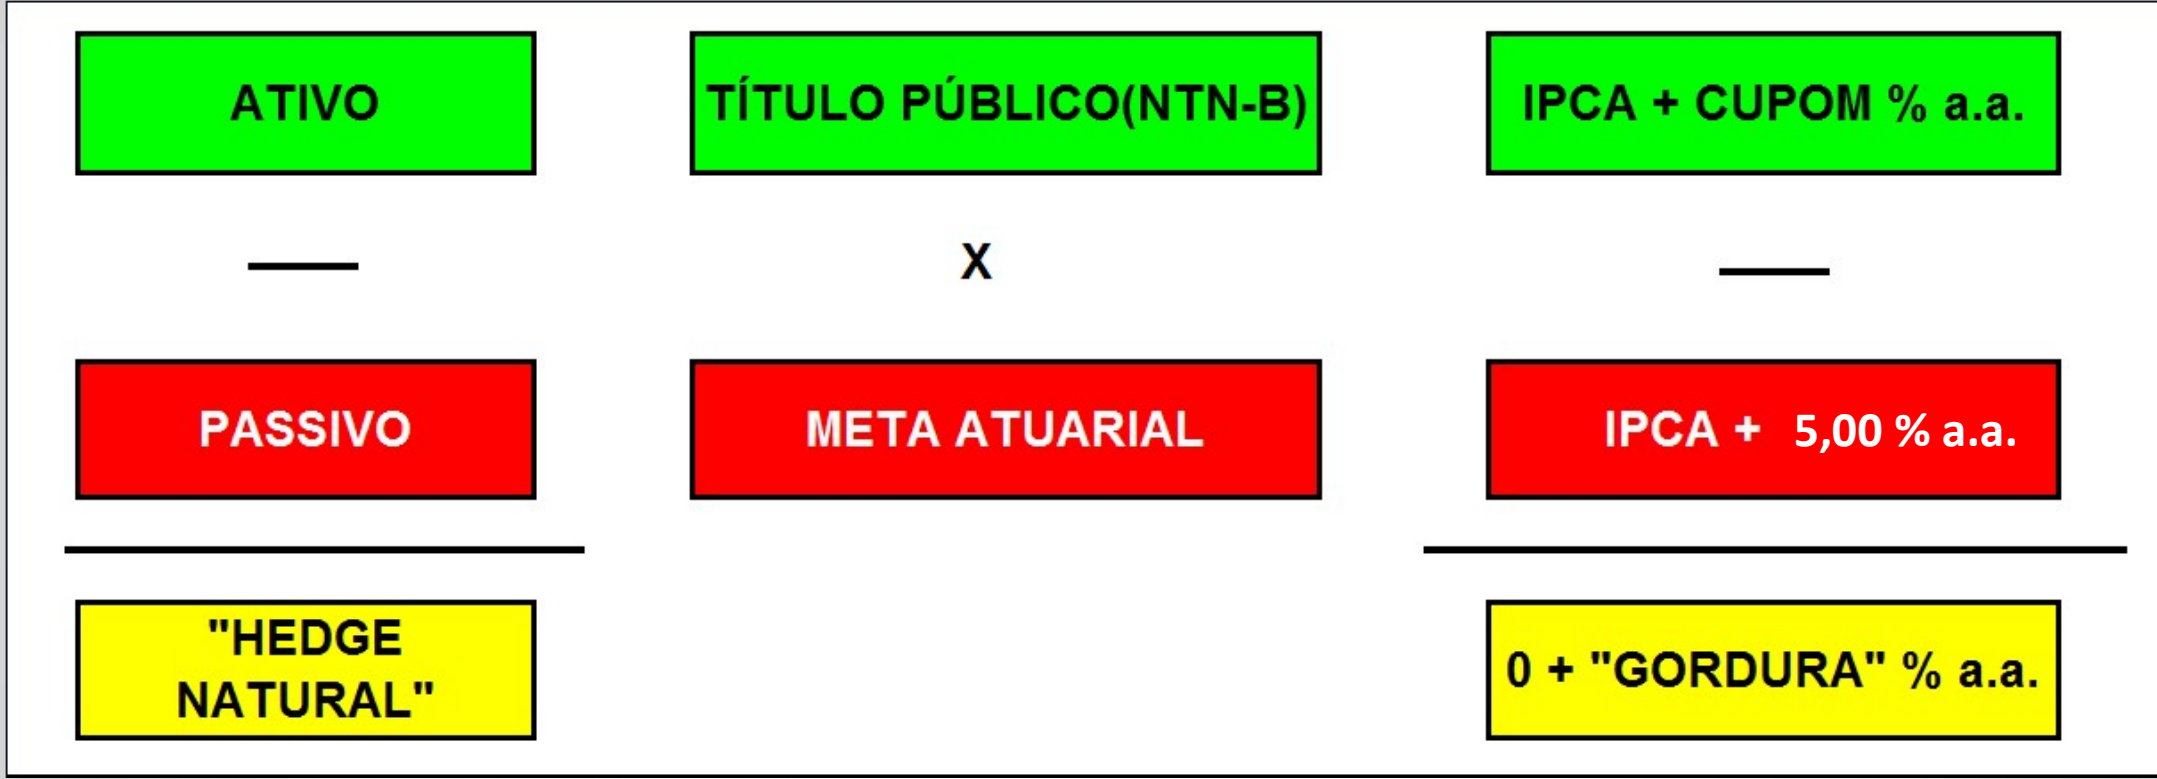 ATIVO
TÍTULO PÚBLICO(NTN-B)
IPCA + CUPOM % a.a.
X
PASSIVO
META ATUARIAL
IPCA + 5,00 % a.a.
"HEDGE
NATURAL"
0 + "GORDURA" % a.a.